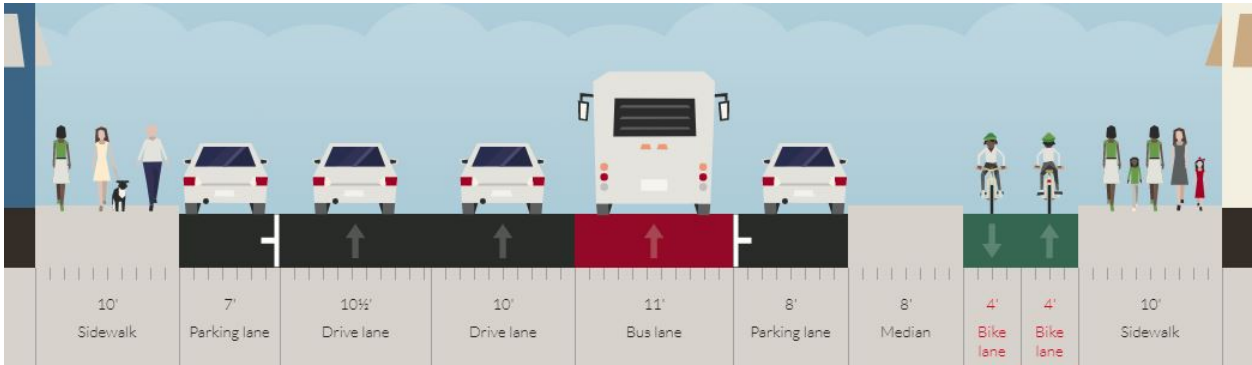 10' 7' 10½' 10' 11' 8' 8' 4' 4' 10'
Sidewalk Parking lane Drive lane Drive lane Bus lane Parking lane Median Bike Bike Sidewalk
lane lane